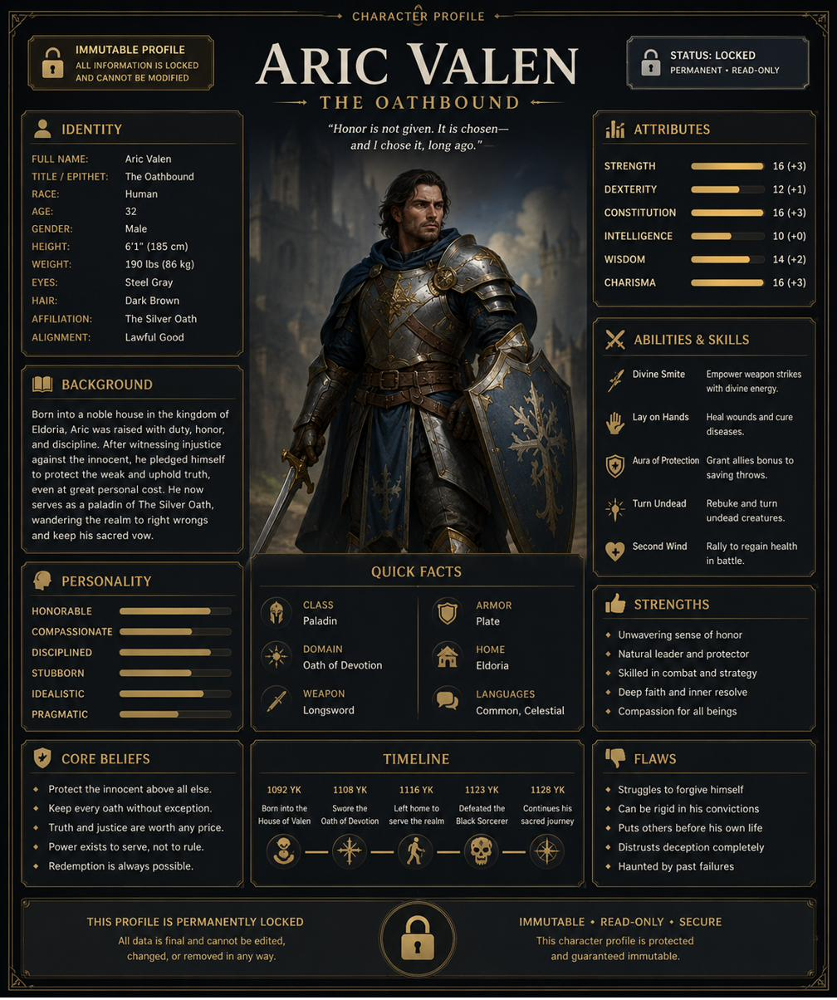 CHARACTER PROFILE
IMMUTABLE PROFILE
ALL INFORMATION IS LOCKED
AND CANNOT BE MODIFIED
ARIC VALEN
THE OATHBOUND
“Honor is not given. It is chosen—
and I chose it, long ago.”
STATUS: LOCKED
PERMANENT • READ-ONLY
IDENTITY
FULL NAME: Aric Valen
TITLE / EPITHET: The Oathbound
RACE: Human
AGE: 32
GENDER: Male
HEIGHT: 6'1" (185 cm)
WEIGHT: 190 lbs (86 kg)
EYES: Steel Gray
HAIR: Dark Brown
AFFILIATION: The Silver Oath
ALIGNMENT: Lawful Good
BACKGROUND
Born into a noble house in the kingdom of
Eldoria, Aric was raised with duty, honor,
and discipline. After witnessing injustice
against the innocent, he pledged himself
to protect the weak and uphold truth,
even at great personal cost. He now
serves as a paladin of The Silver Oath,
wandering the realm to right wrongs
and keep his sacred vow.
PERSONALITY
HONORABLE
COMPASSIONATE
DISCIPLINED
STUBBORN
IDEALISTIC
PRAGMATIC
CORE BELIEFS
Protect the innocent above all else.
Keep every oath without exception.
Truth and justice are worth any price.
Power exists to serve, not to rule.
Redemption is always possible.
QUICK FACTS
CLASS
Paladin
DOMAIN
Oath of Devotion
WEAPON
Longsword
ARMOR
Plate
HOME
Eldoria
LANGUAGES
Common, Celestial
TIMELINE
1092 YK
Born into the
House of Valen
1108 YK
Swore the
Oath of Devotion
1116 YK
Left home to
serve the realm
1123 YK
Defeated the
Black Sorcerer
1128 YK
Continues his
sacred journey
ATTRIBUTES
STRENGTH 16 (+3)
DEXTERITY 12 (+1)
CONSTITUTION 16 (+3)
INTELLIGENCE 10 (+0)
WISDOM 14 (+2)
CHARISMA 16 (+3)
ABILITIES & SKILLS
Divine Smite
Empower weapon strikes
with divine energy.
Lay on Hands
Heal wounds and cure
diseases.
Aura of Protection
Grant allies bonus to
saving throws.
Turn Undead
Rebuke and turn
undead creatures.
Second Wind
Rally to regain health
in battle.
STRENGTHS
Unwavering sense of honor
Natural leader and protector
Skilled in combat and strategy
Deep faith and inner resolve
Compassion for all beings
FLAWS
Struggles to forgive himself
Can be rigid in his convictions
Puts others before his own life
Distrusts deception completely
Haunted by past failures
THIS PROFILE IS PERMANENTLY LOCKED
All data is final and cannot be edited,
changed, or removed in any way.
IMMUTABLE • READ-ONLY • SECURE
This character profile is protected
and guaranteed immutable.